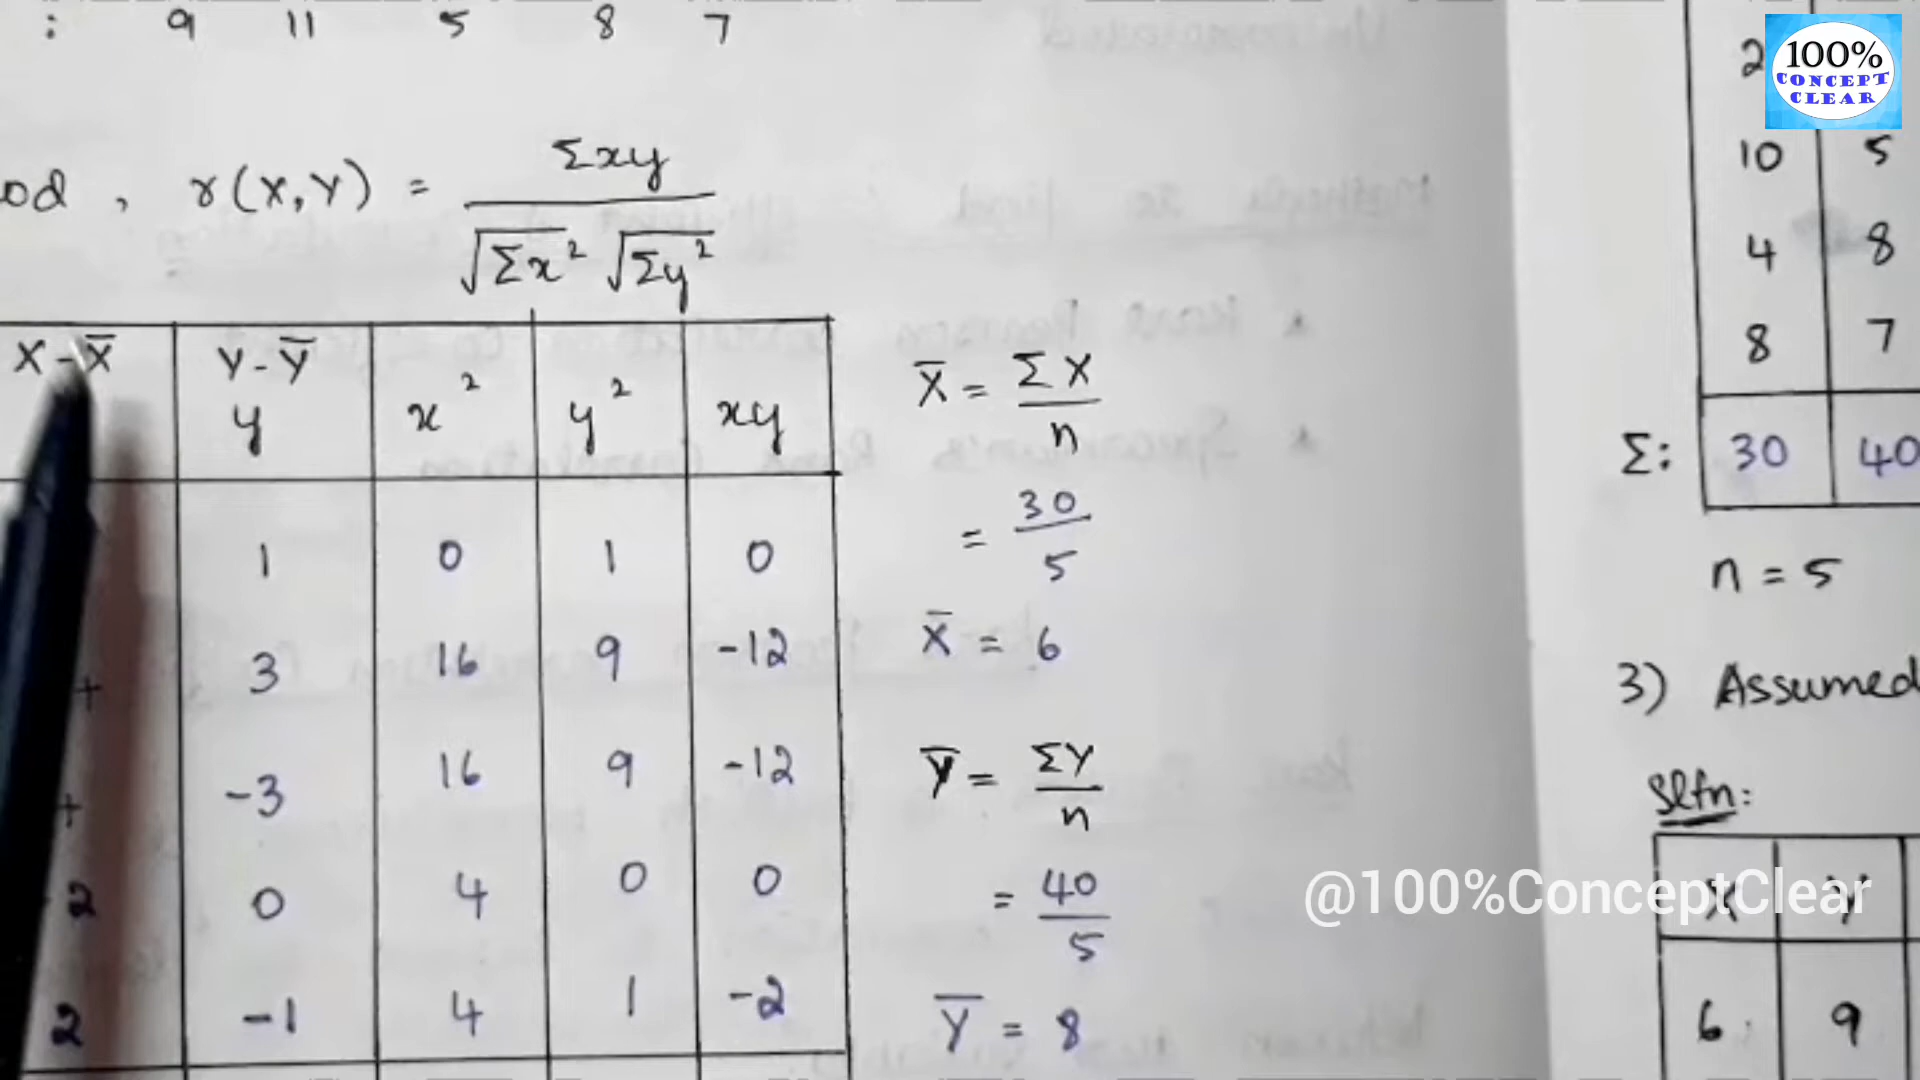 : 9 11 5 8 7
od , r(X,Y) = Σxy
√Σx² √Σy²
X - X̄ | Y - Ȳ
y | x² | y² | xy
1 | 0 | 1 | 0
3 | 16 | 9 | -12
-3 | 16 | 9 | -12
2 | 0 | 4 | 0 | 0
2 | -1 | 4 | 1 | -2
X̄ = ΣX
n
= 30
5
X̄ = 6
Ȳ = ΣY
n
= 40
5
Ȳ = 8
100%
CONCEPT
CLEAR
2
10 | 5
4 | 8
8 | 7
Σ: 30 | 40
n = 5
3) Assumed
Sltn:
X | Y
@100%ConceptClear
6 | 9